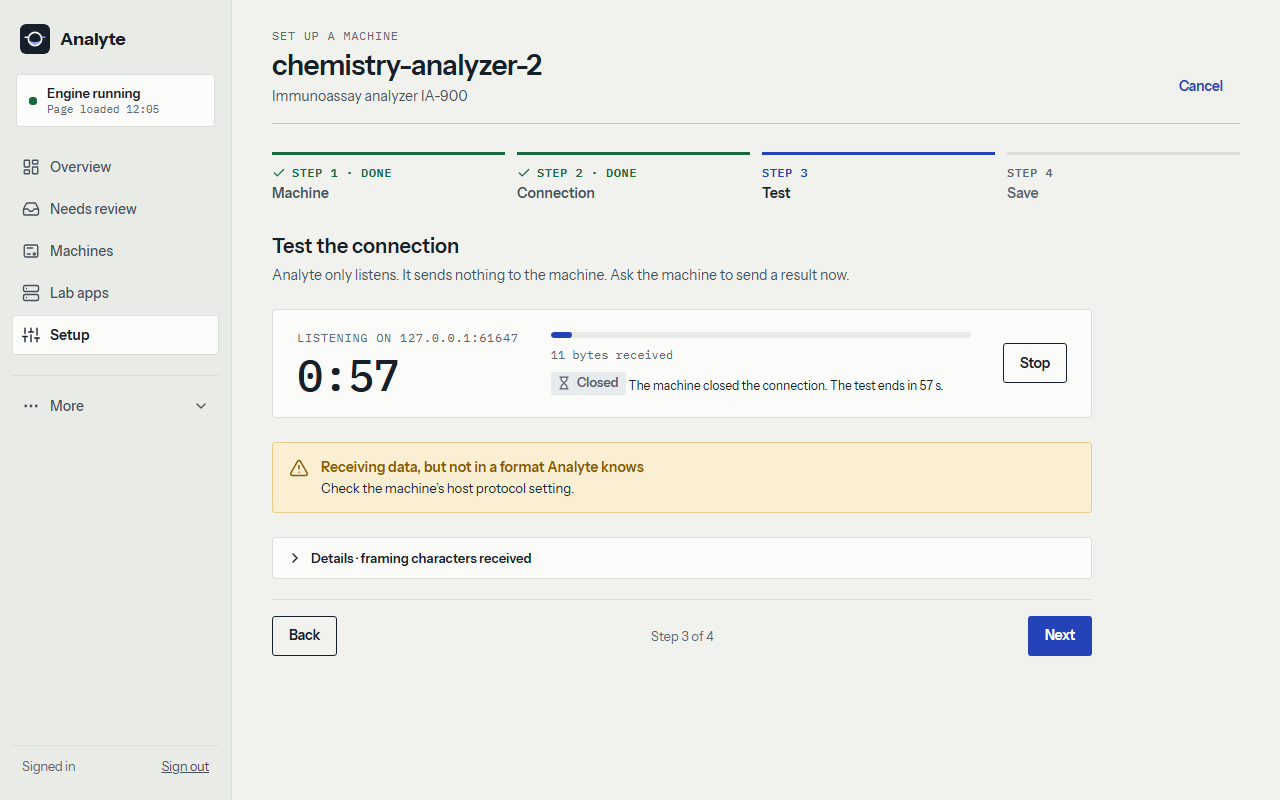 Analyte
Engine running
Page loaded 12:05
Overview
Needs review
Machines
Lab apps
Setup
More
Signed in
Sign out
SET UP A MACHINE
chemistry-analyzer-2
Immunoassay analyzer IA-900
Cancel
STEP 1 · DONE
Machine
STEP 2 · DONE
Connection
STEP 3
Test
STEP 4
Save
Test the connection
Analyte only listens. It sends nothing to the machine. Ask the machine to send a result now.
LISTENING ON 127.0.0.1:61647
0:57
11 bytes received
Closed The machine closed the connection. The test ends in 57 s.
Stop
Receiving data, but not in a format Analyte knows
Check the machine's host protocol setting.
Details · framing characters received
Back
Step 3 of 4
Next